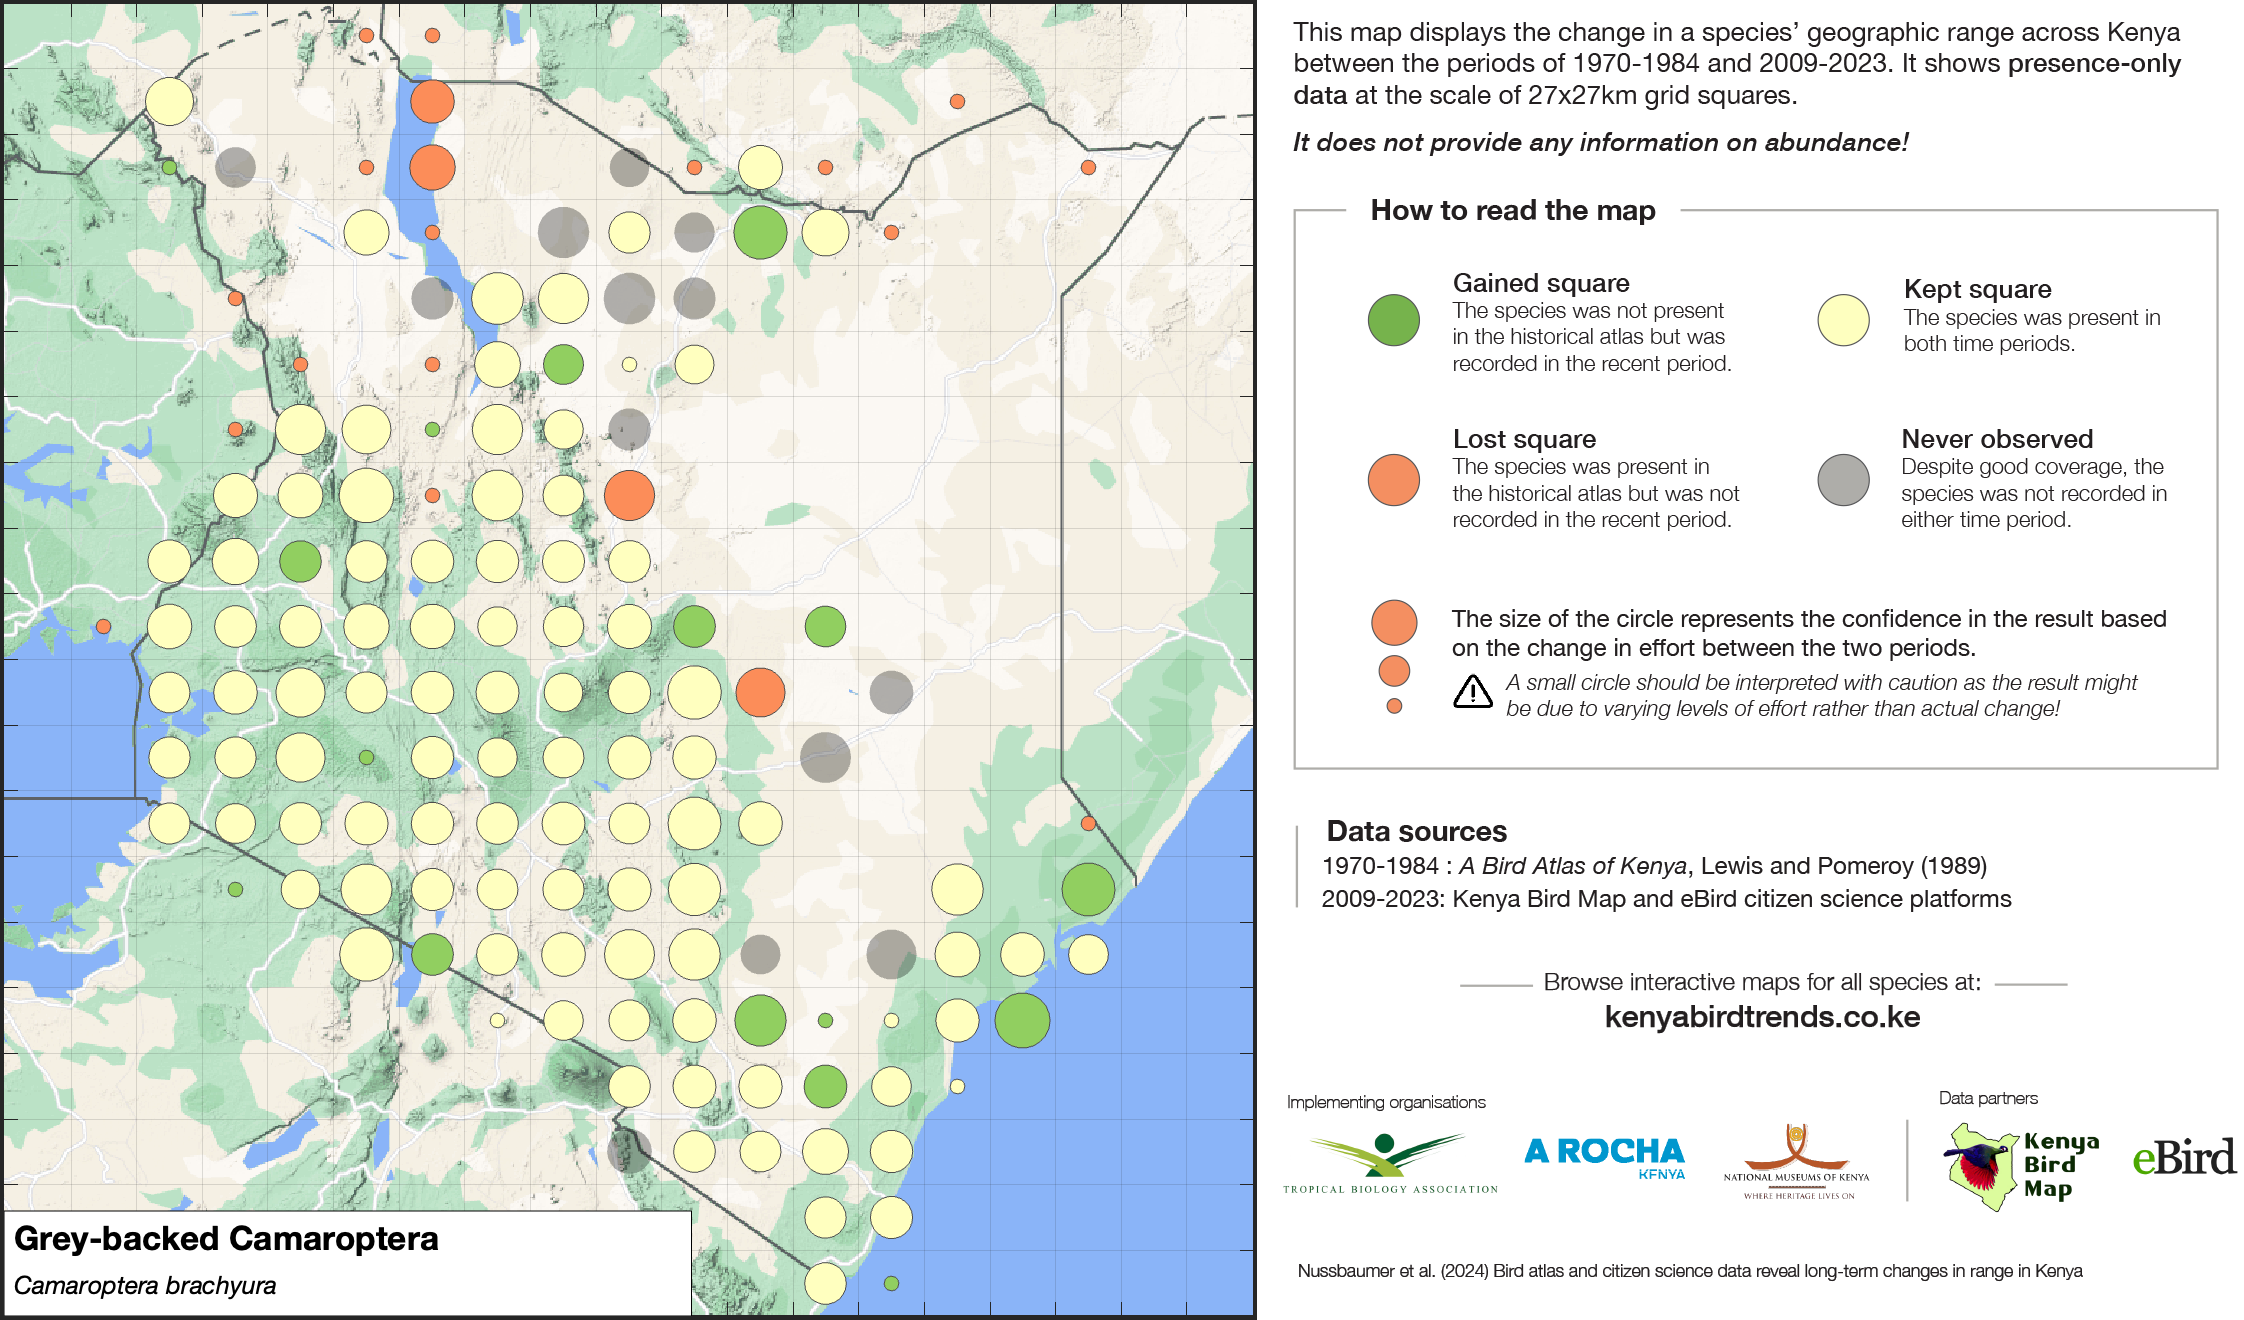 This map displays the change in a species’ geographic range across Kenya
between the periods of 1970-1984 and 2009-2023. It shows presence-only
data at the scale of 27x27km grid squares.
It does not provide any information on abundance!
How to read the map
Gained square
The species was not present
in the historical atlas but was
recorded in the recent period.
Kept square
The species was present in
both time periods.
Lost square
The species was present in
the historical atlas but was not
recorded in the recent period.
Never observed
Despite good coverage, the
species was not recorded in
either time period.
The size of the circle represents the confidence in the result based
on the change in effort between the two periods.
A small circle should be interpreted with caution as the result might
be due to varying levels of effort rather than actual change!
Data sources
1970-1984 : A Bird Atlas of Kenya, Lewis and Pomeroy (1989)
2009-2023: Kenya Bird Map and eBird citizen science platforms
Browse interactive maps for all species at:
kenyabirdtrends.co.ke
Implementing organisations
Data partners
TROPICAL BIOLOGY ASSOCIATION
A ROCHA
KENYA
NATIONAL MUSEUMS OF KENYA
WHERE HERITAGE LIVES ON
Kenya
Bird
Map
eBird
Grey-backed Camaroptera
Camaroptera brachyura
Nussbaumer et al. (2024) Bird atlas and citizen science data reveal long-term changes in range in Kenya